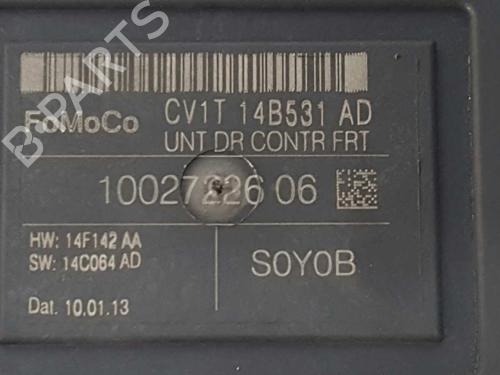 B PARTS
FoMoCo CV1T 14B531 AD
UNT DR CONTR FRT
10027226 06
HW: 14F142 AA
SW: 14C064 AD
S0Y0B
Dat. 10.01.13